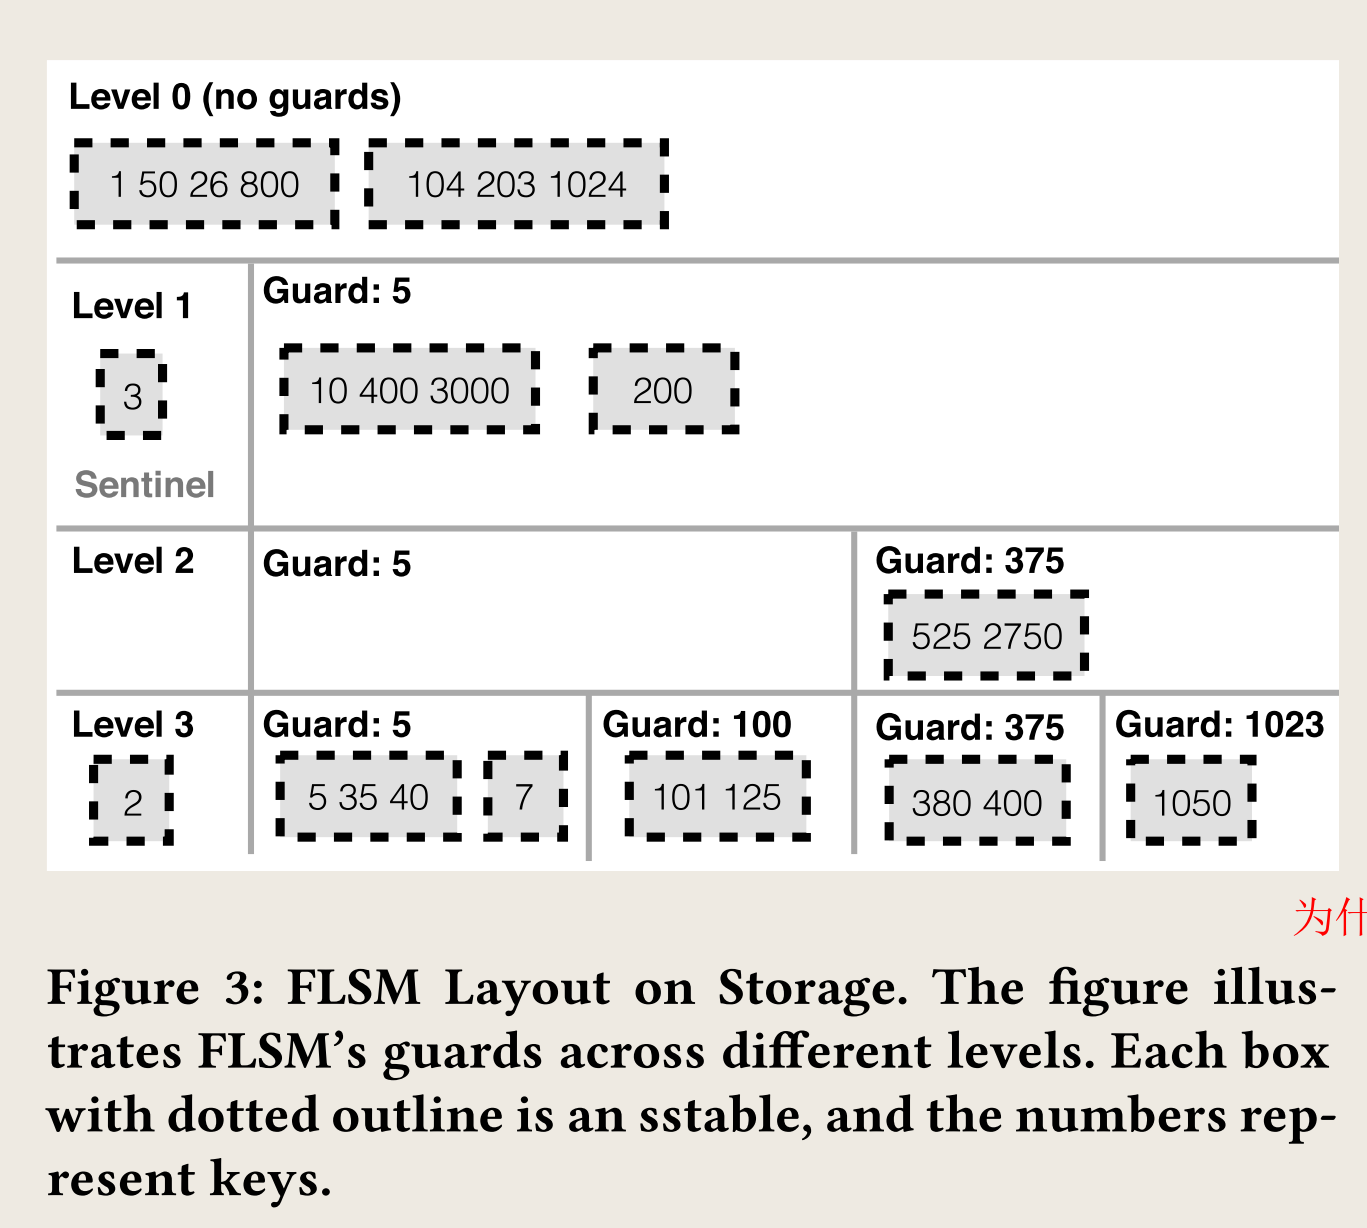 Level 0 (no guards)
1 50 26 800
104 203 1024
Level 1
Guard: 5
3
10 400 3000
200
Sentinel
Level 2
Guard: 5
Guard: 375
525 2750
Level 3
Guard: 5
Guard: 100
Guard: 375
Guard: 1023
2
5 35 40
7
101 125
380 400
1050
为什
Figure 3: FLSM Layout on Storage. The figure illus-
trates FLSM's guards across different levels. Each box
with dotted outline is an sstable, and the numbers rep-
resent keys.